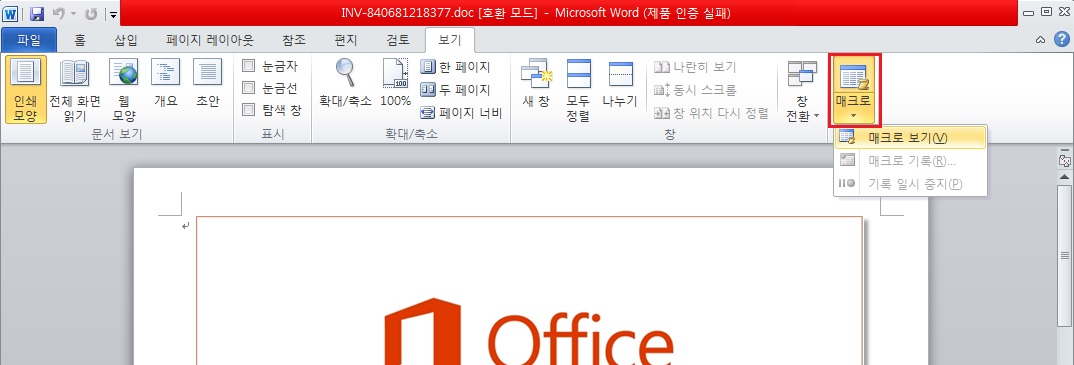 INV-840681218377.doc [호환 모드] - Microsoft Word (제품 인증 실패)
파일 홈 삽입 페이지 레이아웃 참조 편지 검토 보기
인쇄 모양
전체 화면 읽기
웹 모양
개요
초안
문서 보기
눈금자
눈금선
탐색 창
표시
확대/축소
100%
한 페이지
두 페이지
페이지 너비
확대/축소
새 창
모두 정렬
나누기
나란히 보기
동시 스크롤
창 위치 다시 정렬
창 전환
창
매크로
매크로 보기(V)
매크로 기록(R)...
기록 일시 중지(P)
Office